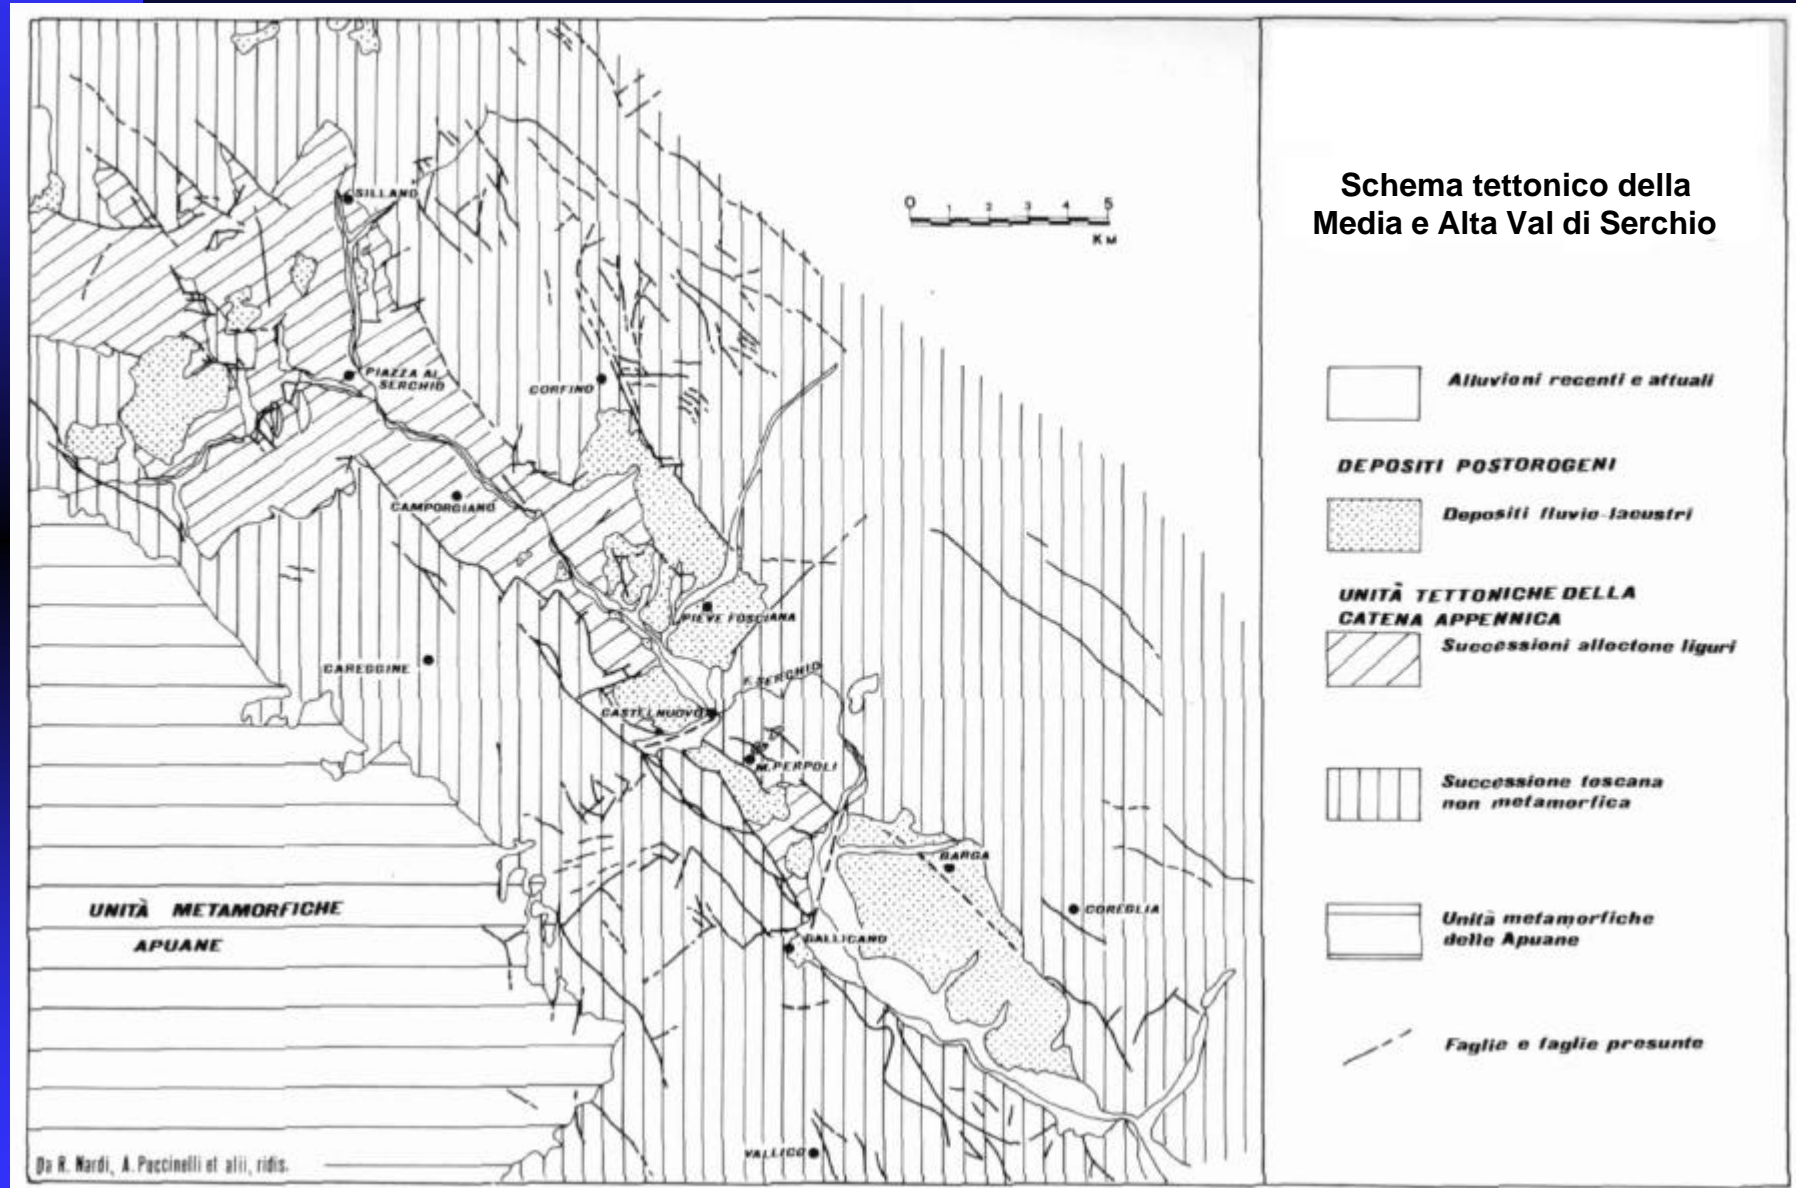 Schema tettonico della
Media e Alta Val di Serchio
0 1 2 3 4 5
KM
SILLANO
PIAZZA AL
SERCHIO
CORFINO
CAMPORGIANO
PIEVE FOSCIANA
CAREGGINE
F. SERCHIO
CASTELNUOVO
M. PERPOLI
BARGA
COREGLIA
GALLICANO
VALLICO
UNITÀ METAMORFICHE
APUANE
Da R. Nardi, A. Puccinelli et alii, ridis.
Alluvioni recenti e attuali
DEPOSITI POSTOROGENI
Depositi fluvio-lacustri
UNITÀ TETTONICHE DELLA
CATENA APPENNICA
Successioni alloctone liguri
Successione toscana
non metamorfica
Unità metamorfiche
delle Apuane
Faglie e faglie presunte